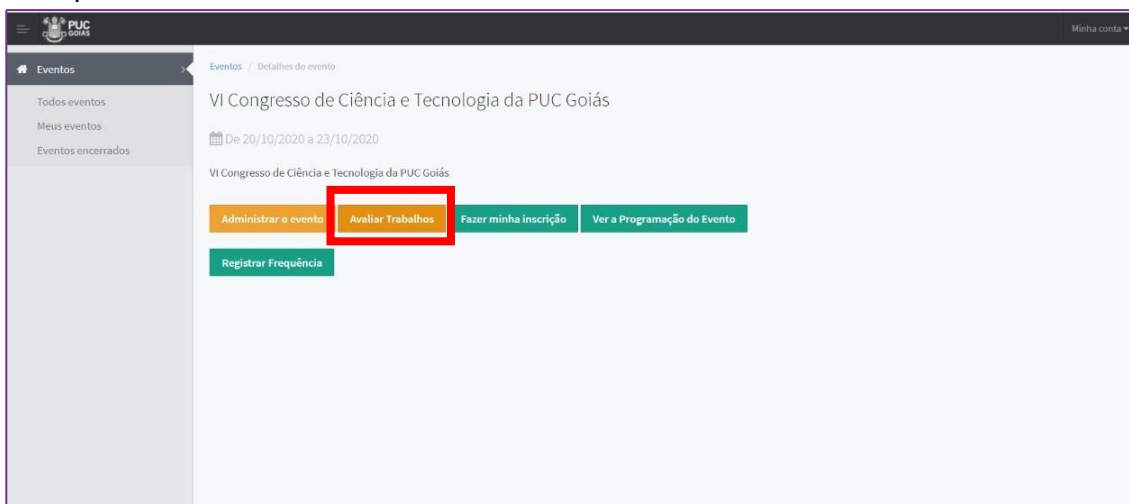 PUC
GOIÁS
Minha conta
Eventos
Todos eventos
Meus eventos
Eventos encerrados
Eventos / Detalhes do evento
VI Congresso de Ciência e Tecnologia da PUC Goiás
De 20/10/2020 a 23/10/2020
VI Congresso de Ciência e Tecnologia da PUC Goiás
Administrar o evento Avaliar Trabalhos Fazer minha inscrição Ver a Programação do Evento
Registrar Frequência